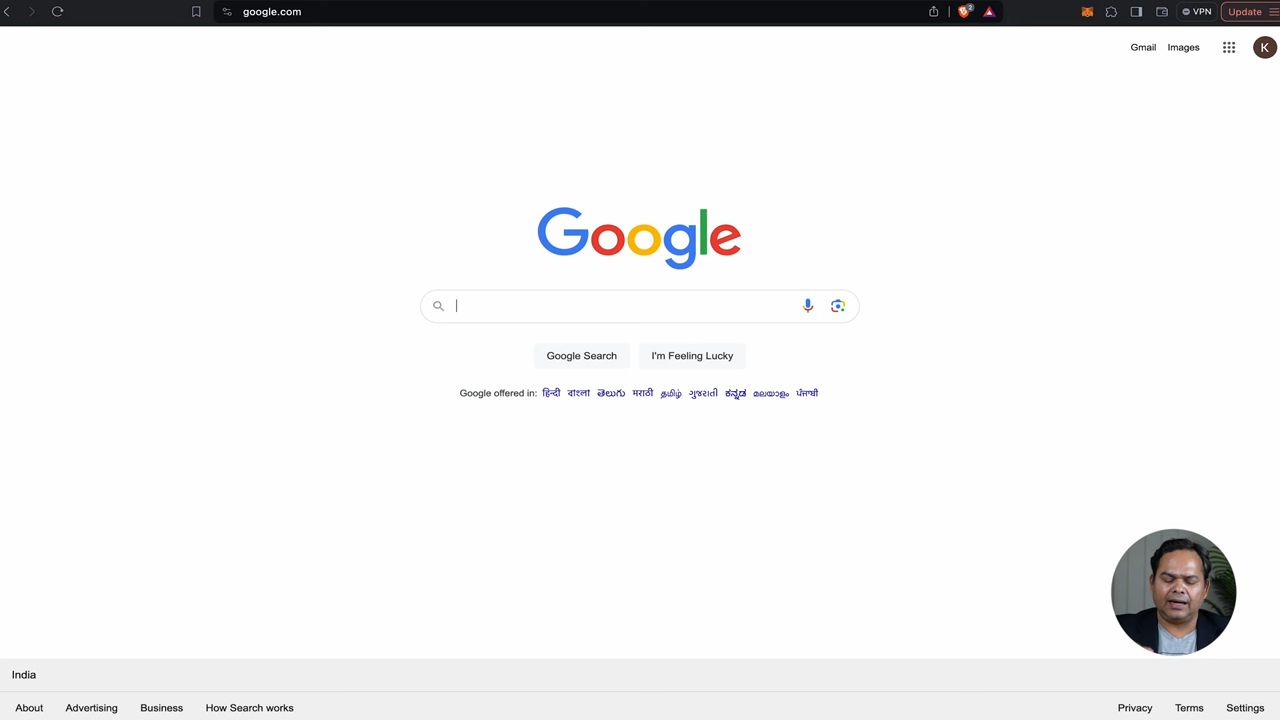 google.com
2
VPN
Update
Gmail Images
K
Google
Google Search I'm Feeling Lucky
Google offered in: हिन्दी বাংলা తెలుగు मराठी தமிழ் ગુજરાતી ಕನ್ನಡ മലയാളം ਪੰਜਾਬੀ
India
About Advertising Business How Search works Privacy Terms Settings